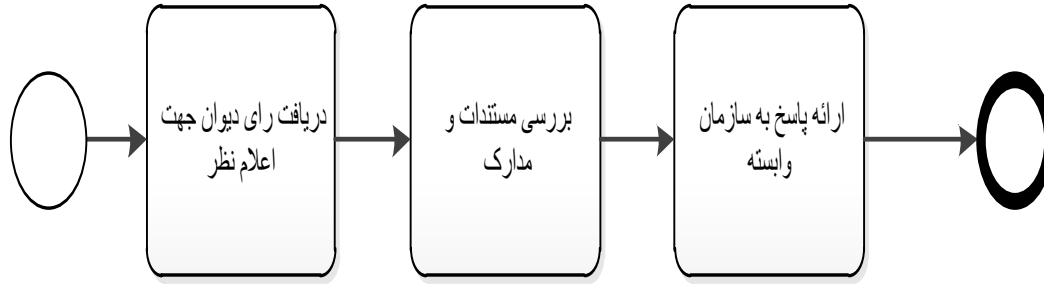 دریافت رای دیوان جهت
اعلام نظر
بررسی مستندات و
مدارک
ارائه پاسخ به سازمان
وابسته